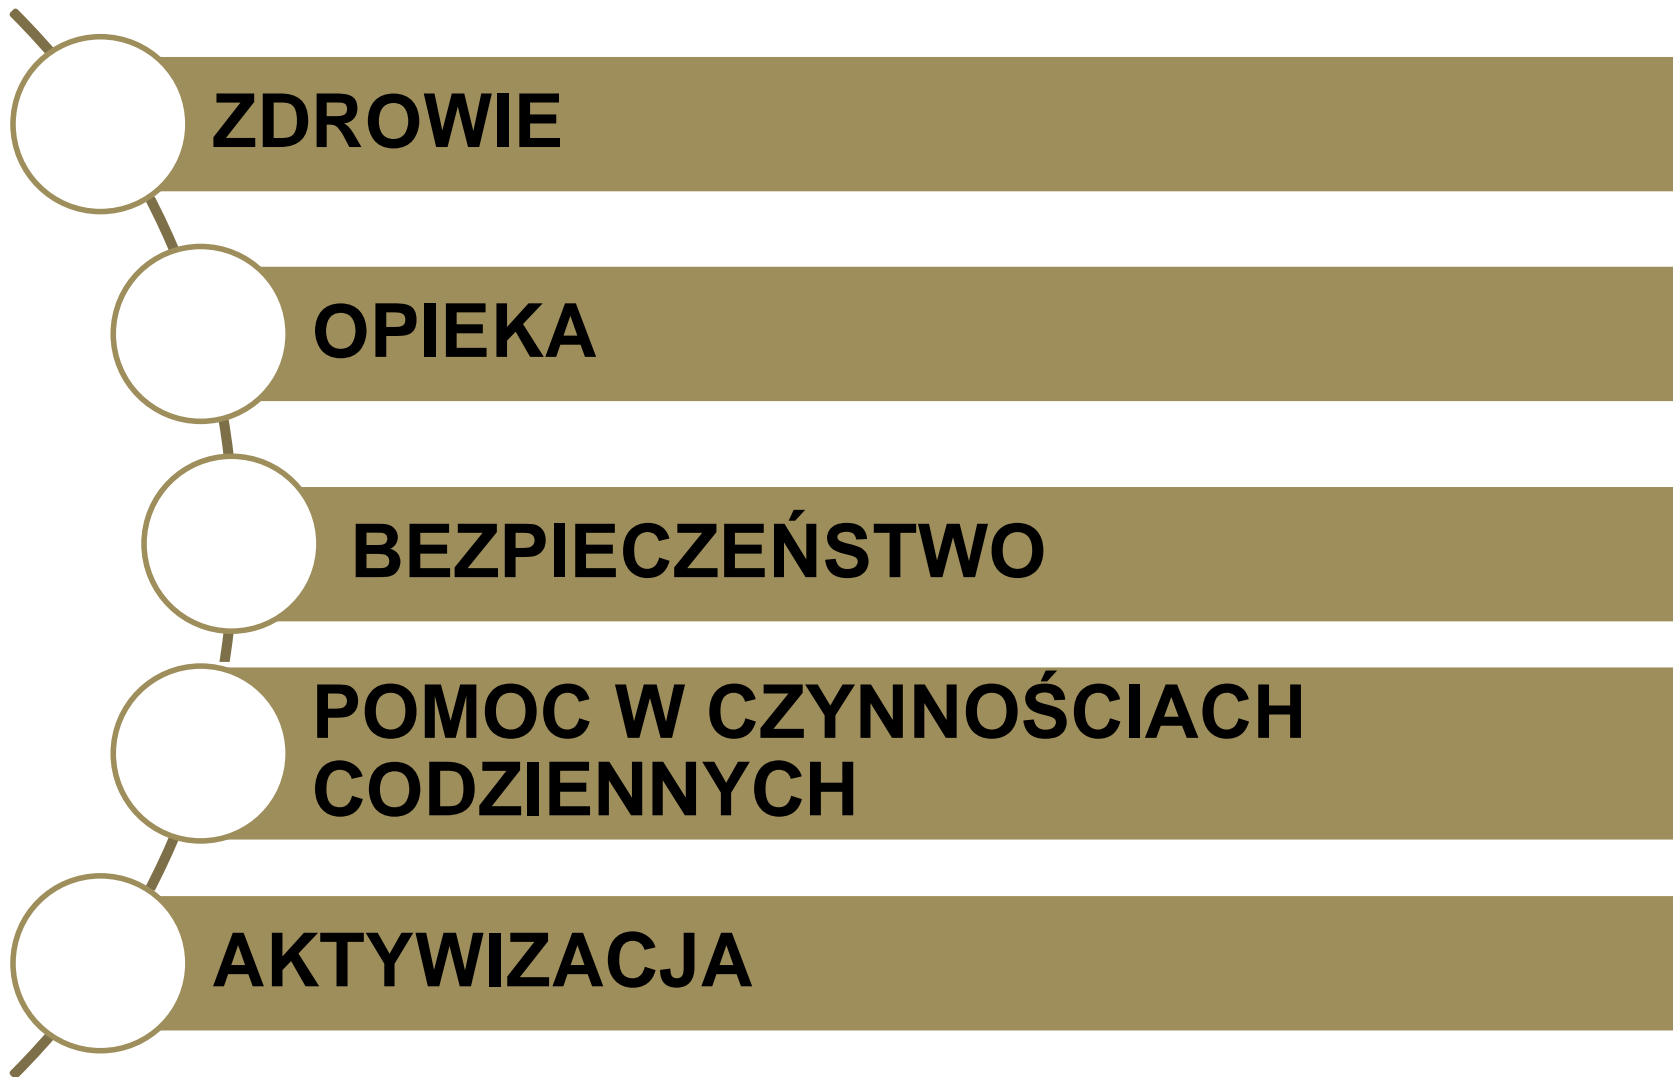 ZDROWIE
OPIEKA
BEZPIECZEŃSTWO
POMOC W CZYNNOŚCIACH
CODZIENNYCH
AKTYWIZACJA